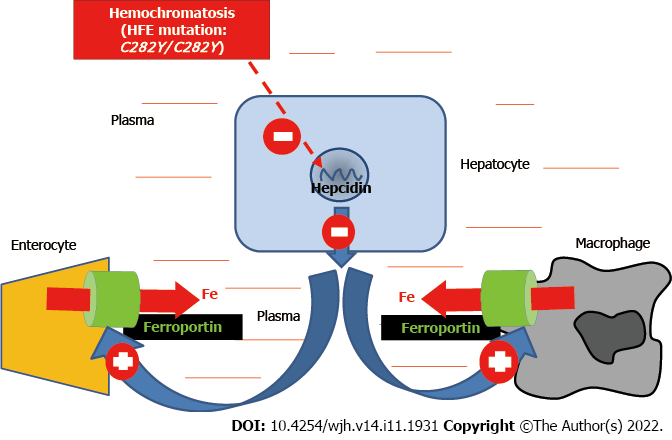 Hemochromatosis
(HFE mutation:
C282Y/C282Y)
Plasma
Hepatocyte
Hepcidin
Enterocyte
Macrophage
Fe
Plasma
Fe
Ferroportin
Ferroportin
DOI: 10.4254/wjh.v14.i11.1931 Copyright ©The Author(s) 2022.